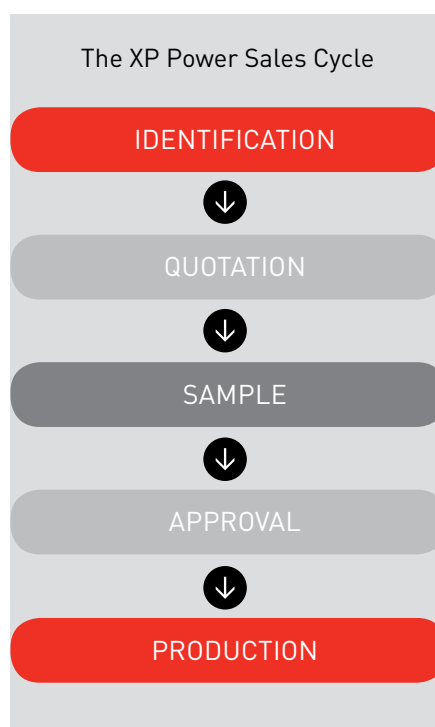 The XP Power Sales Cycle
IDENTIFICATION
QUOTATION
SAMPLE
APPROVAL
PRODUCTION